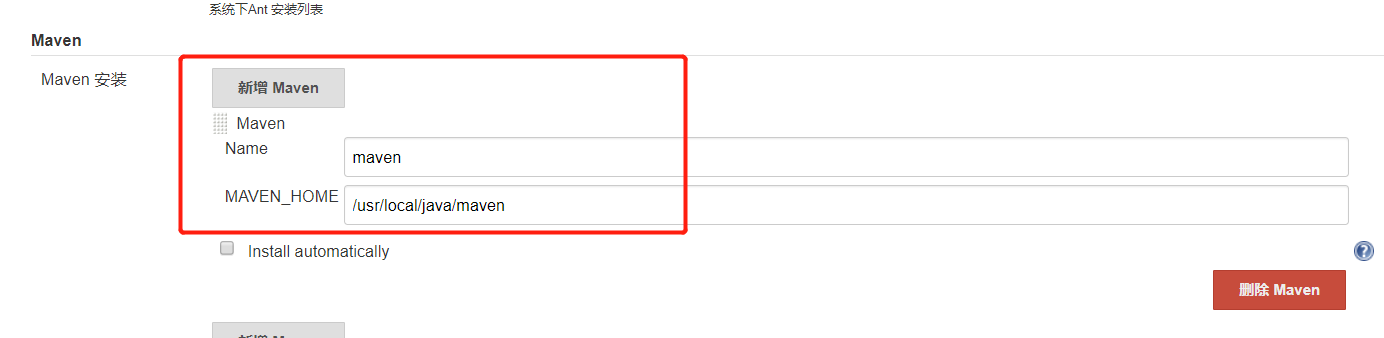 系统下Ant 安装列表
Maven
Maven 安装
新增 Maven
Maven
Name
maven
MAVEN_HOME
/usr/local/java/maven
Install automatically
?
删除 Maven
新增 Maven